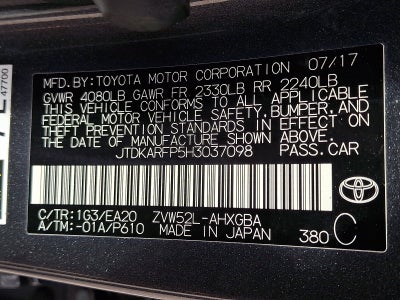 47700
MFD.BY:TOYOTA MOTOR CORPORATION 07/17
GVWR 4080LB GAWR FR 2330LB RR 2240LB
THIS VEHICLE CONFORMS TO ALL APPLICABLE
FEDERAL MOTOR VEHICLE SAFETY,BUMPER,AND
THEFT PREVENTION STANDARDS IN EFFECT ON
THE DATE OF MANUFACTURE SHOWN ABOVE.
JTDKARFP5H3037098 PASS.CAR
C/TR:1G3/EA20 ZVW52L-AHXGBA
A/TM:-01A/P610 MADE IN JAPAN 380 C
TOYOTA